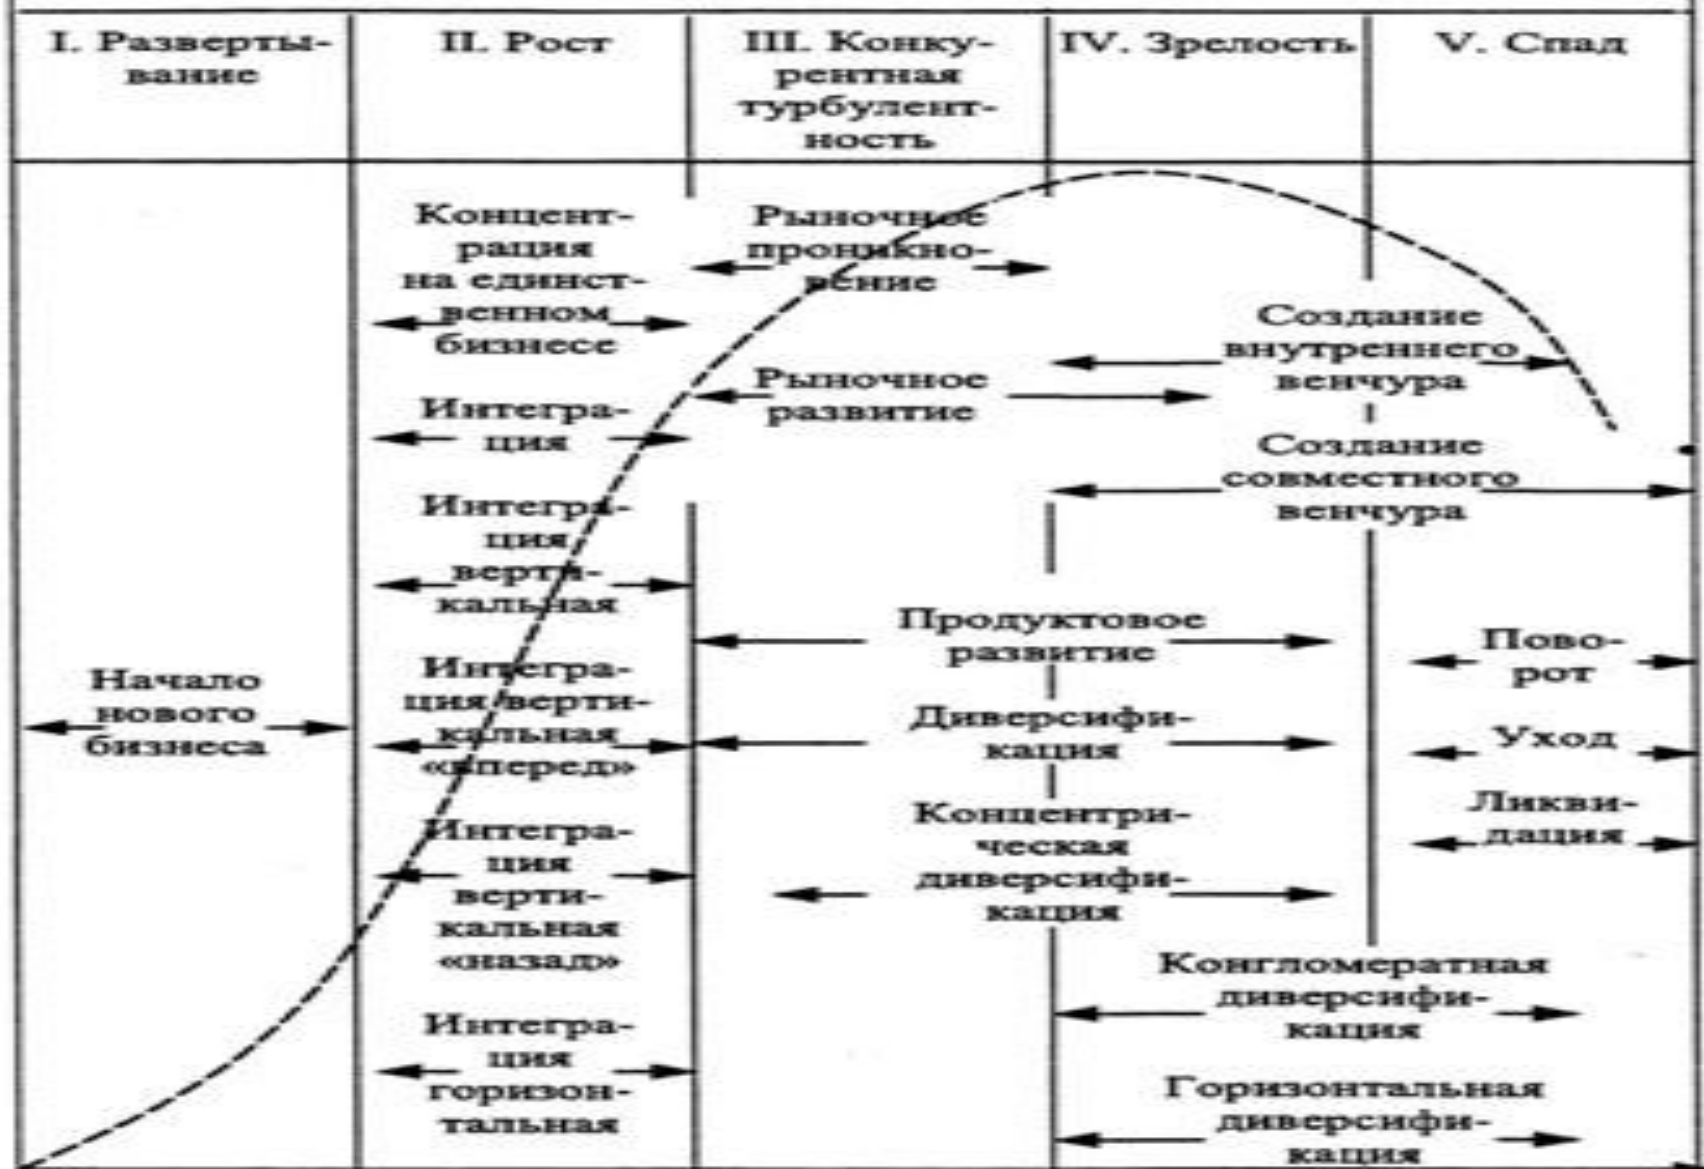 I. Разверты-
вание
II. Рост
III. Конку-
рентная
турбулент-
ность
IV. Зрелость
V. Спад
Начало
нового
бизнеса
Концент-
рация
на единст-
венном
бизнесе
Интегра-
ция
Интегра-
ция
верти-
кальная
Интегра-
ция верти-
кальная
«вперед»
Интегра-
ция
верти-
кальная
«назад»
Интегра-
ция
горизон-
тальная
Рыночное
проникно-
вение
Рыночное
развитие
Продуктовое
развитие
Диверсифи-
кация
Концентри-
ческая
диверсифи-
кация
Создание
внутреннего
венчура
Создание
совместного
венчура
Конгломератная
диверсифи-
кация
Горизонтальная
диверсифи-
кация
Пово-
рот
Уход
Ликви-
дация